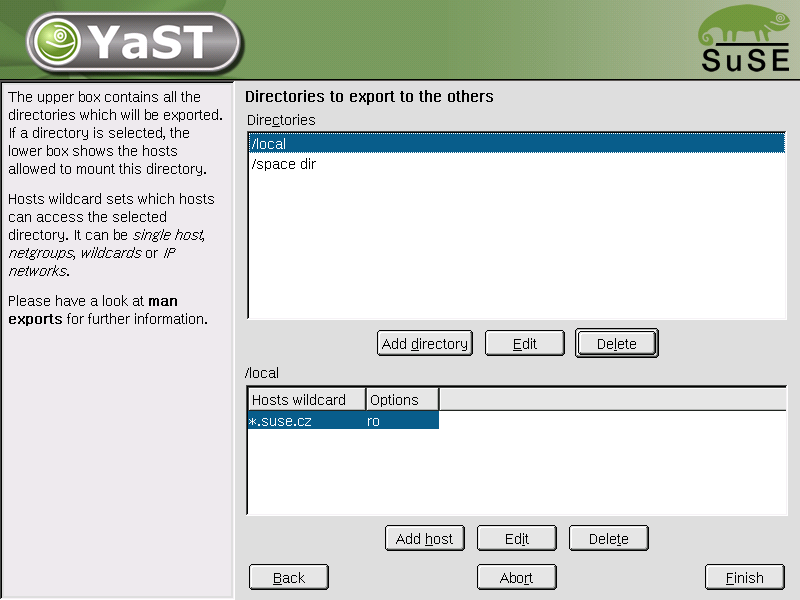 YaST
SuSE
The upper box contains all the
directories which will be exported.
If a directory is selected, the
lower box shows the hosts
allowed to mount this directory.
Hosts wildcard sets which hosts
can access the selected
directory. It can be single host,
netgroups, wildcards or IP
networks.
Please have a look at man
exports for further information.
Directories to export to the others
Directories
/local
/space dir
Add directory
Edit
Delete
/local
Hosts wildcard
Options
*.suse.cz
ro
Add host
Edit
Delete
Back
Abort
Finish